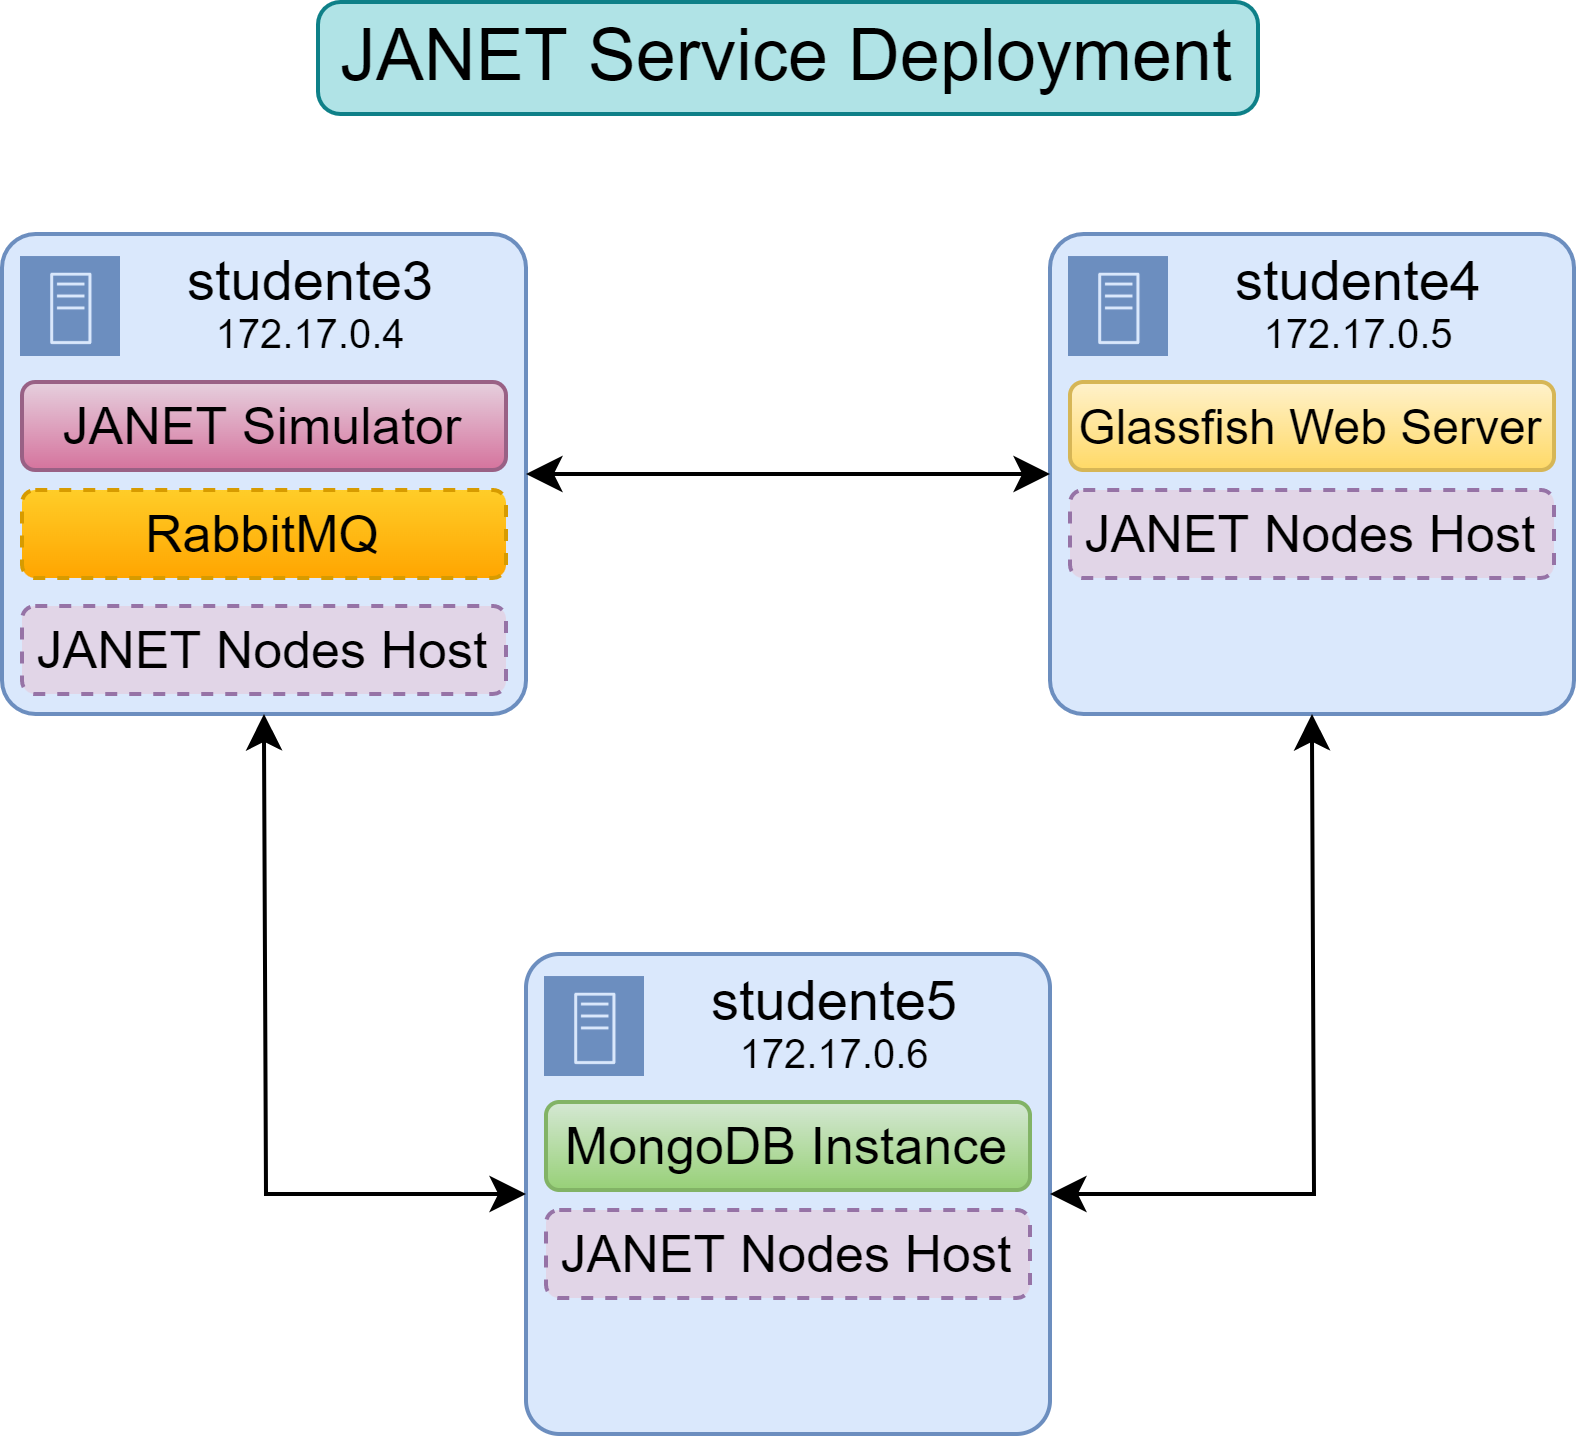 JANET Service Deployment
studente3
172.17.0.4
JANET Simulator
RabbitMQ
JANET Nodes Host
studente4
172.17.0.5
Glassfish Web Server
JANET Nodes Host
studente5
172.17.0.6
MongoDB Instance
JANET Nodes Host